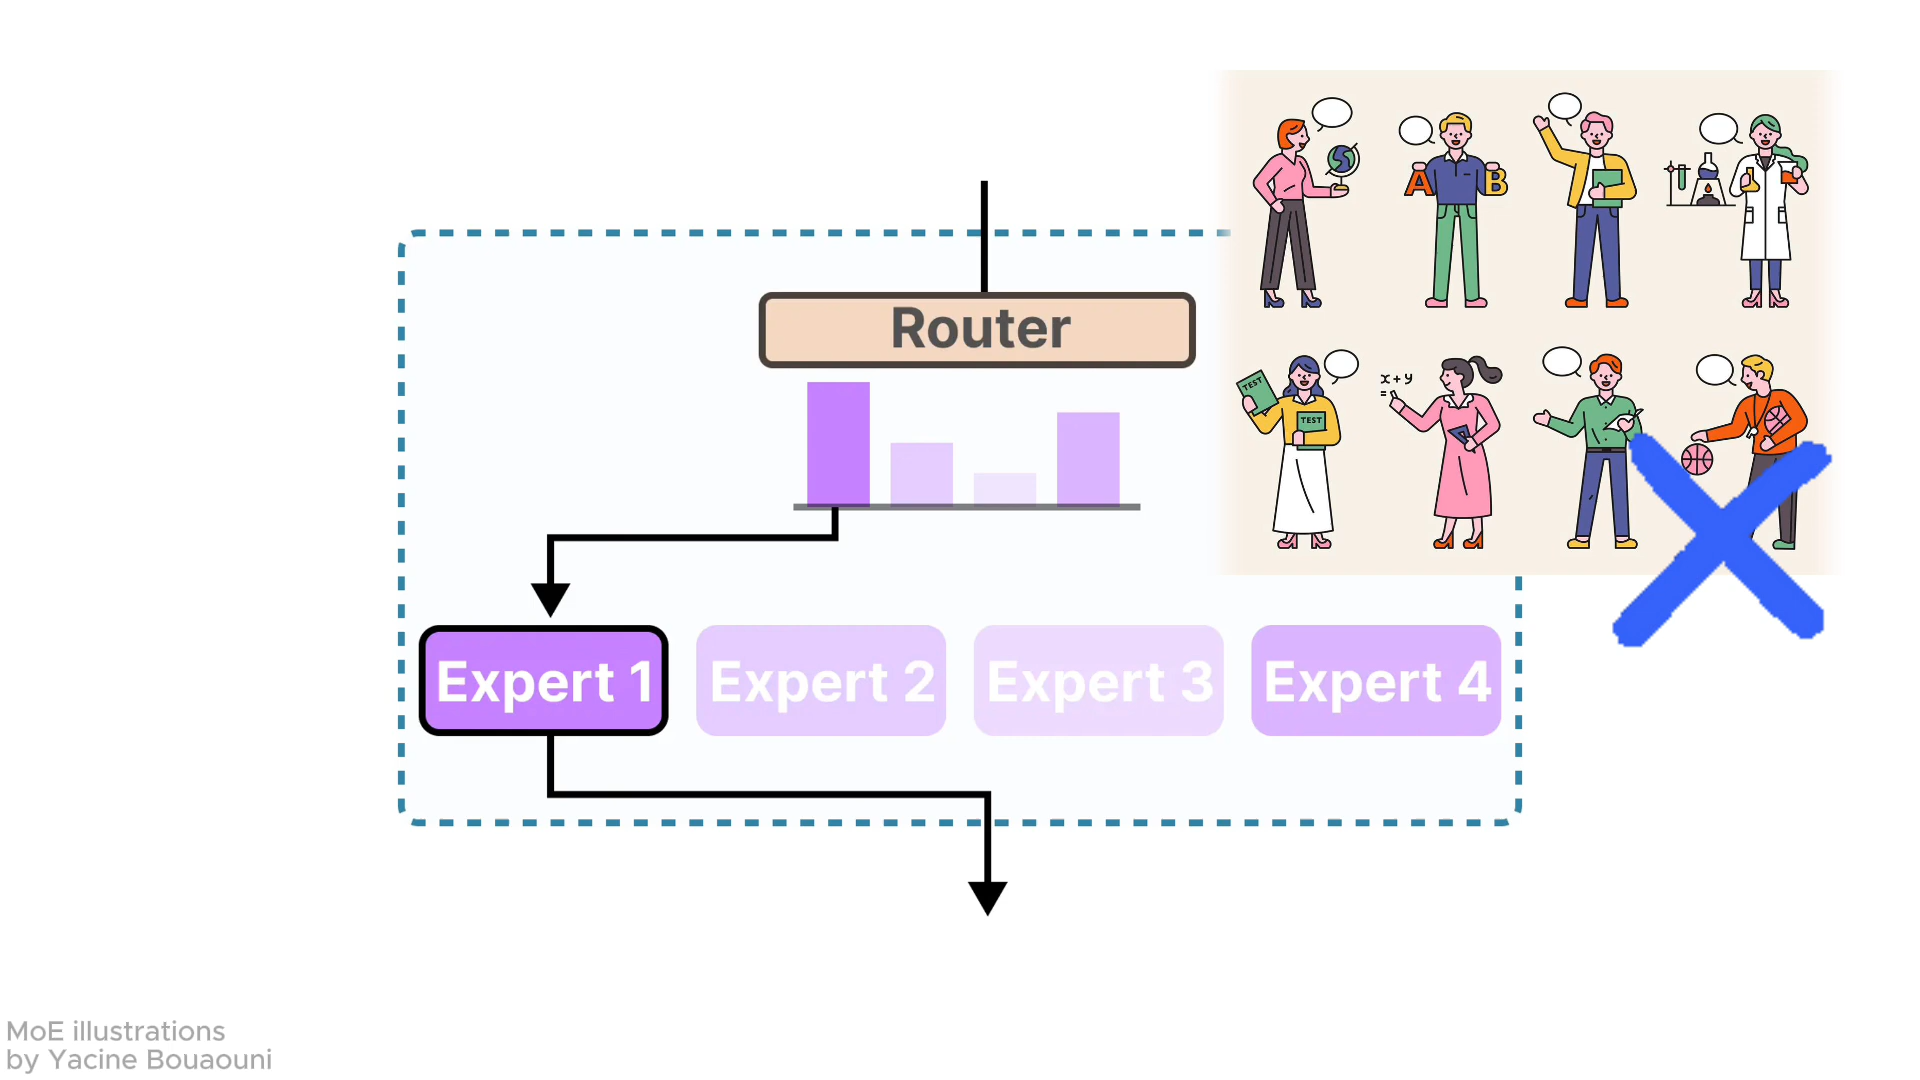 A B
Router
TEST
TEST
x + y
=
Expert 1 Expert 2 Expert 3 Expert 4
MoE illustrations
by Yacine Bouaouni